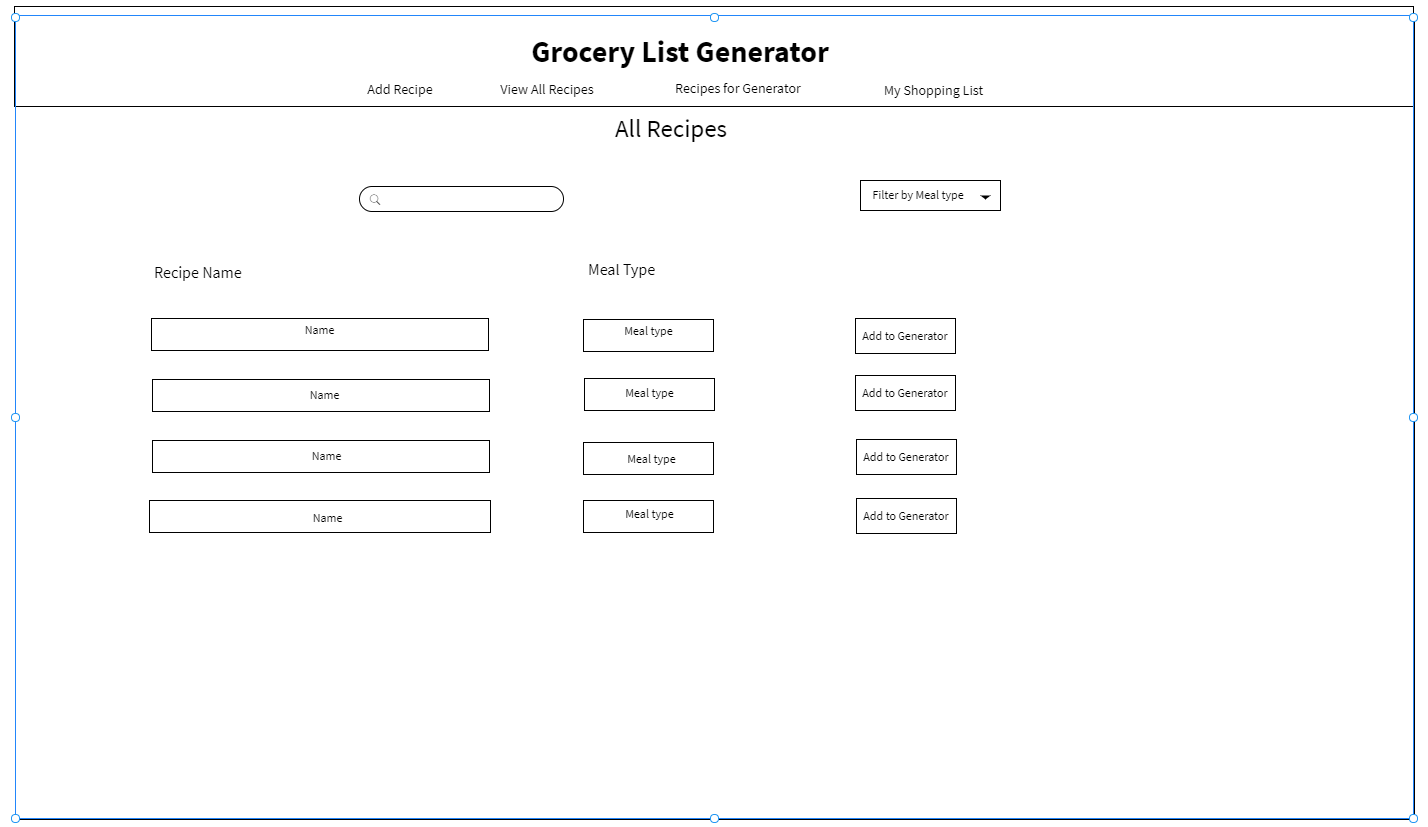 Grocery List Generator
Add Recipe View All Recipes Recipes for Generator My Shopping List
All Recipes
Filter by Meal type
Recipe Name Meal Type
Name Meal type Add to Generator
Name Meal type Add to Generator
Name Meal type Add to Generator
Name Meal type Add to Generator